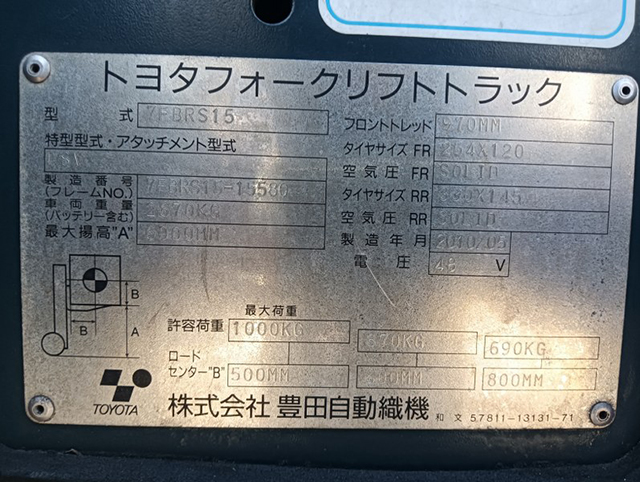 トヨタフォークリフトトラック
型式 7FBRS15
特型型式・アタッチメント型式
製造番号(フレームNO.) 7FBRS15-15580
車両重量(バッテリー含む)
最大揚高"A"
フロントトレッド
タイヤサイズ FR 254X120
空気圧 FR SOLID
タイヤサイズ RR
空気圧 RR SOLID
製造年月 2010/05
電圧 48 V
B
B
A
最大荷重
許容荷重 1000KG 690KG
ロードセンター"B" 500MM 800MM
TOYOTA 株式会社 豊田自動織機 和文 57811-13131-71